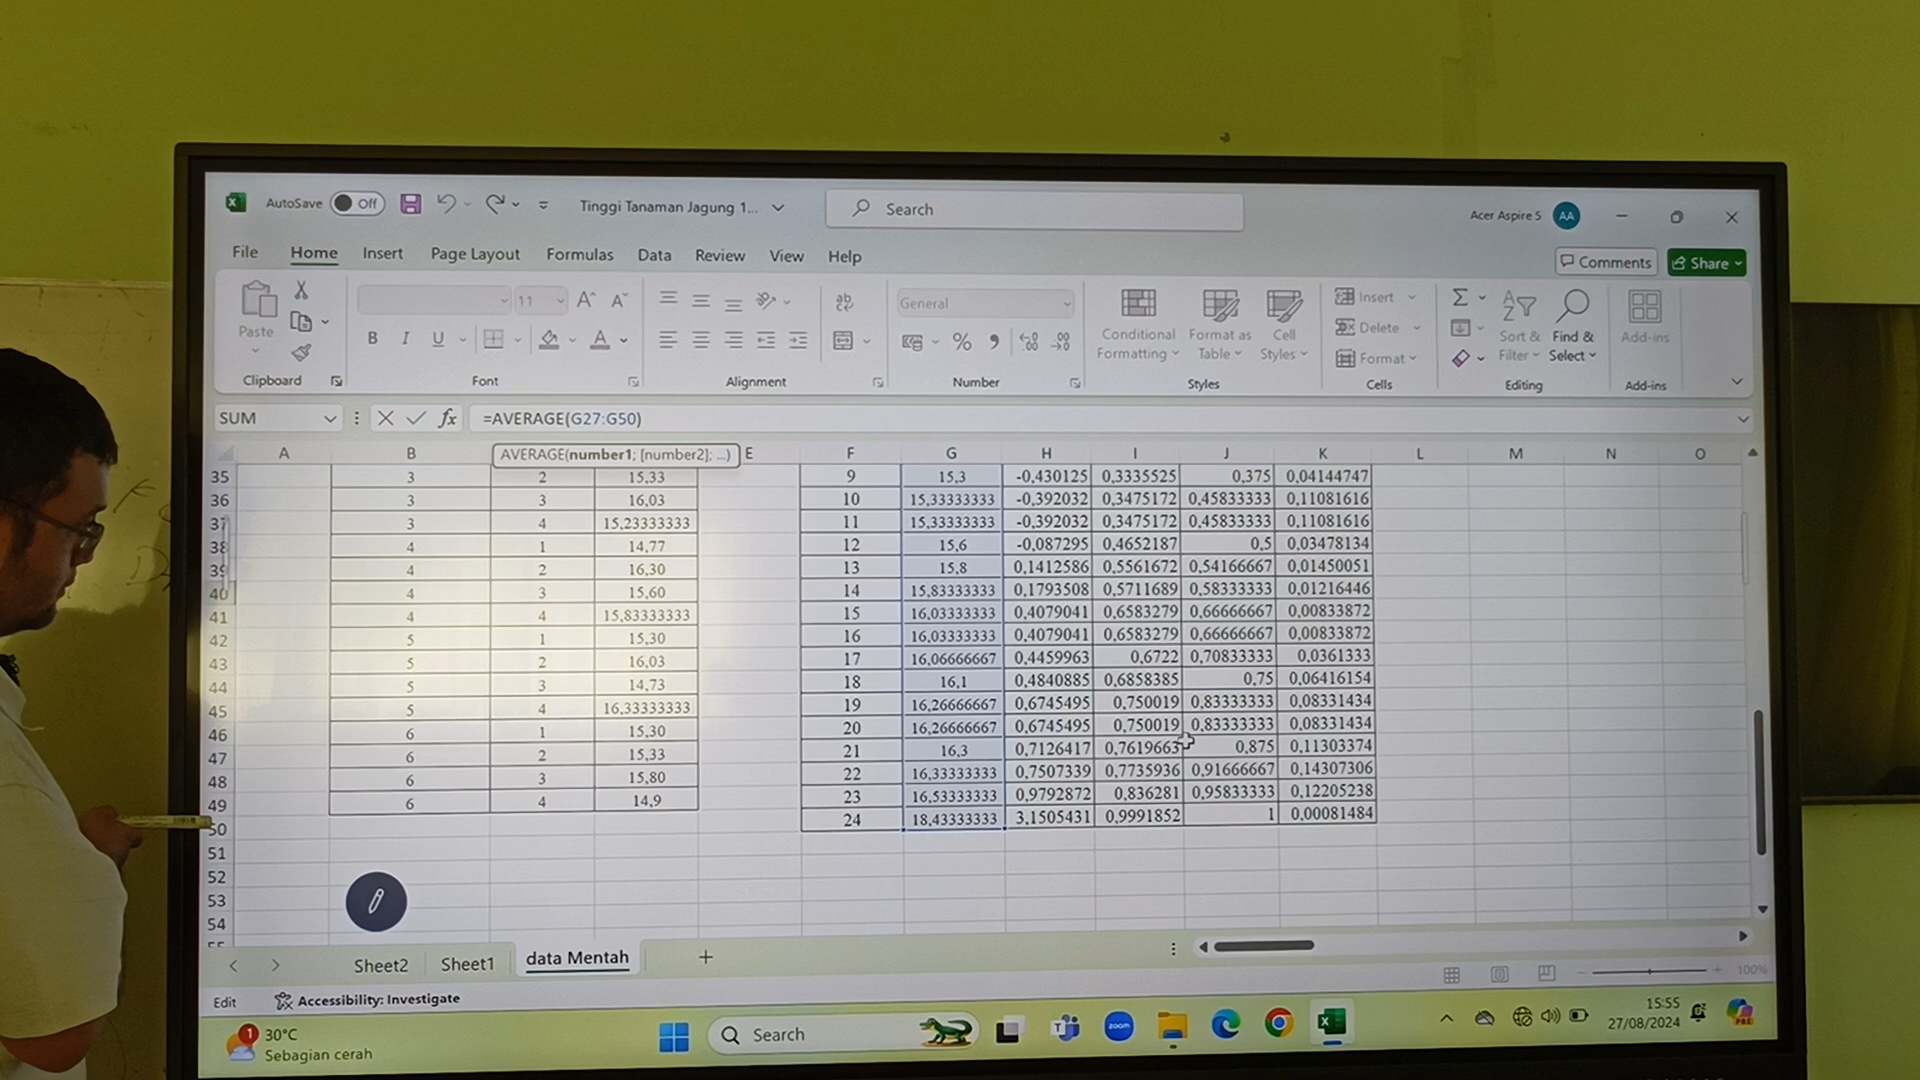 AutoSave Off Tinggi Tanaman Jagung 1... Search Acer Aspire 5 AA
File Home Insert Page Layout Formulas Data Review View Help Comments Share
Paste 11 A A ab General Conditional Formatting Format as Table Cell Styles Insert Delete Format Sort & Filter Find & Select Add-ins
B I U A %
Clipboard Font Alignment Number Styles Cells Editing Add-ins
SUM fx =AVERAGE(G27:G50)
AVERAGE(number1; [number2]; ...)
A B E F G H I J K L M N O
35 3 2 15,33 9 15,3 -0,430125 0,3335525 0,375 0,04144747
36 3 3 16,03 10 15,33333333 -0,392032 0,3475172 0,45833333 0,11081616
37 3 4 15,23333333 11 15,33333333 -0,392032 0,3475172 0,45833333 0,11081616
38 4 1 14,77 12 15,6 -0,087295 0,4652187 0,5 0,03478134
39 4 2 16,30 13 15,8 0,1412586 0,5561672 0,54166667 0,01450051
40 4 3 15,60 14 15,83333333 0,1793508 0,5711689 0,58333333 0,01216446
41 4 4 15,83333333 15 16,03333333 0,4079041 0,6583279 0,66666667 0,00833872
42 5 1 15,30 16 16,03333333 0,4079041 0,6583279 0,66666667 0,00833872
43 5 2 16,03 17 16,06666667 0,4459963 0,6722 0,70833333 0,0361333
44 5 3 14,73 18 16,1 0,4840885 0,6858385 0,75 0,06416154
45 5 4 16,33333333 19 16,26666667 0,6745495 0,750019 0,83333333 0,08331434
46 6 1 15,30 20 16,26666667 0,6745495 0,750019 0,83333333 0,08331434
47 6 2 15,33 21 16,3 0,7126417 0,7619663 0,875 0,11303374
48 6 3 15,80 22 16,33333333 0,7507339 0,7735936 0,91666667 0,14307306
49 6 4 14,9 23 16,53333333 0,9792872 0,836281 0,95833333 0,12205238
50 24 18,43333333 3,1505431 0,9991852 1 0,00081484
51
52
53
54
Sheet2 Sheet1 data Mentah
Edit Accessibility: Investigate 100%
1 30°C Search zoom 15:55
Sebagian cerah 27/08/2024 PRE